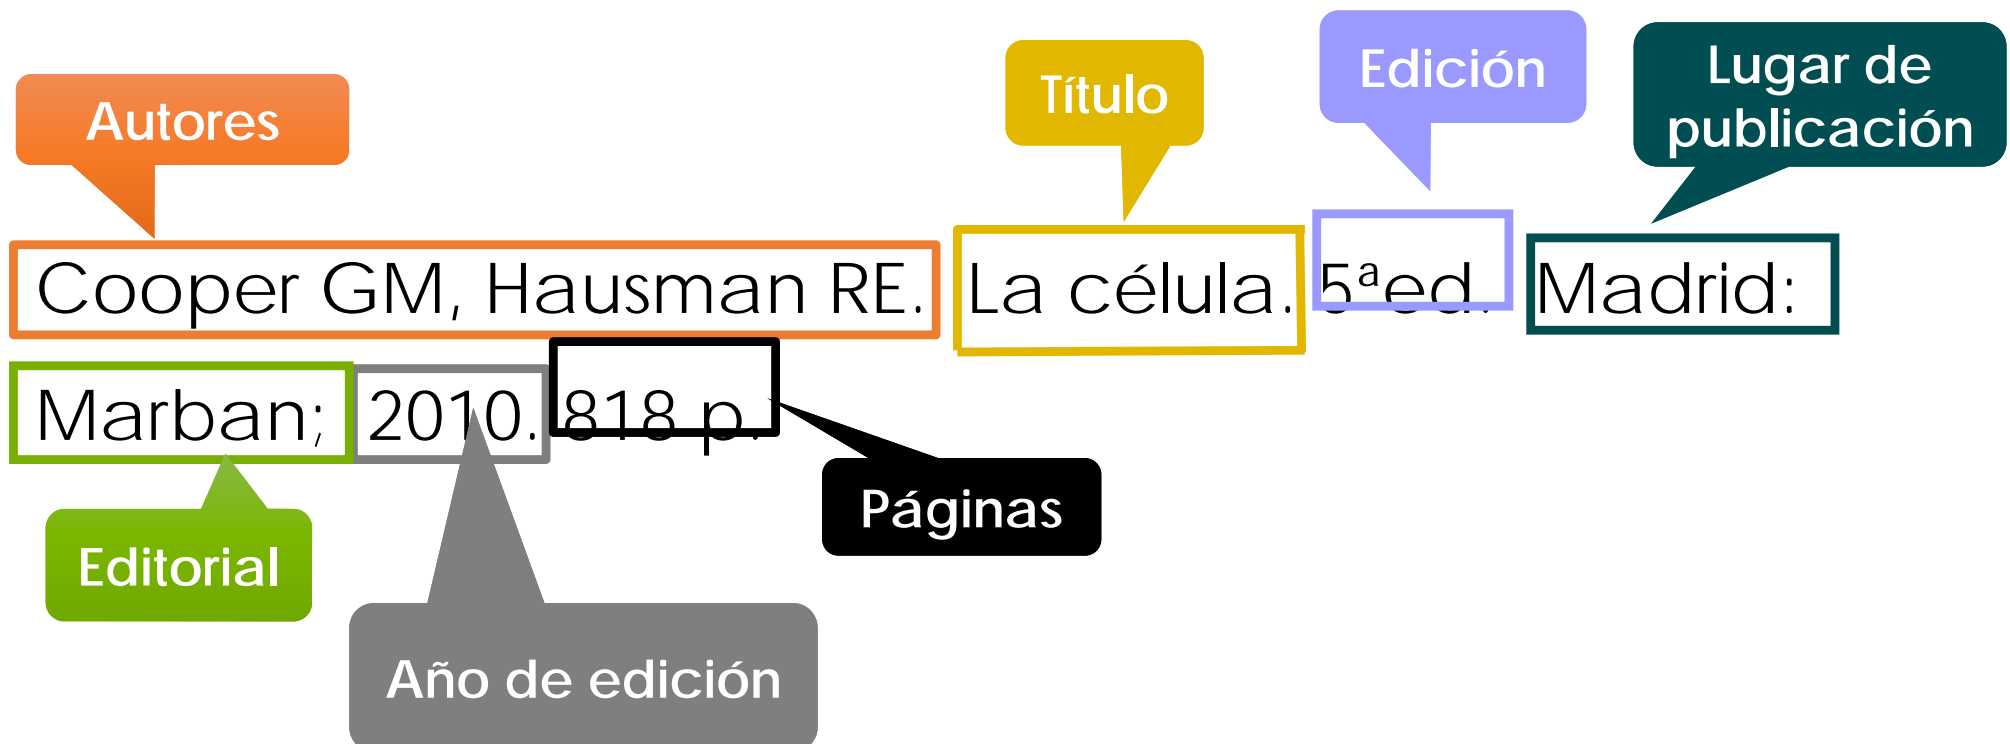 Autores
Título
Edición
Lugar de
publicación
Cooper GM, Hausman RE. La célula. 5ªed. Madrid:
Marban; 2010. 818 p.
Páginas
Editorial
Año de edición